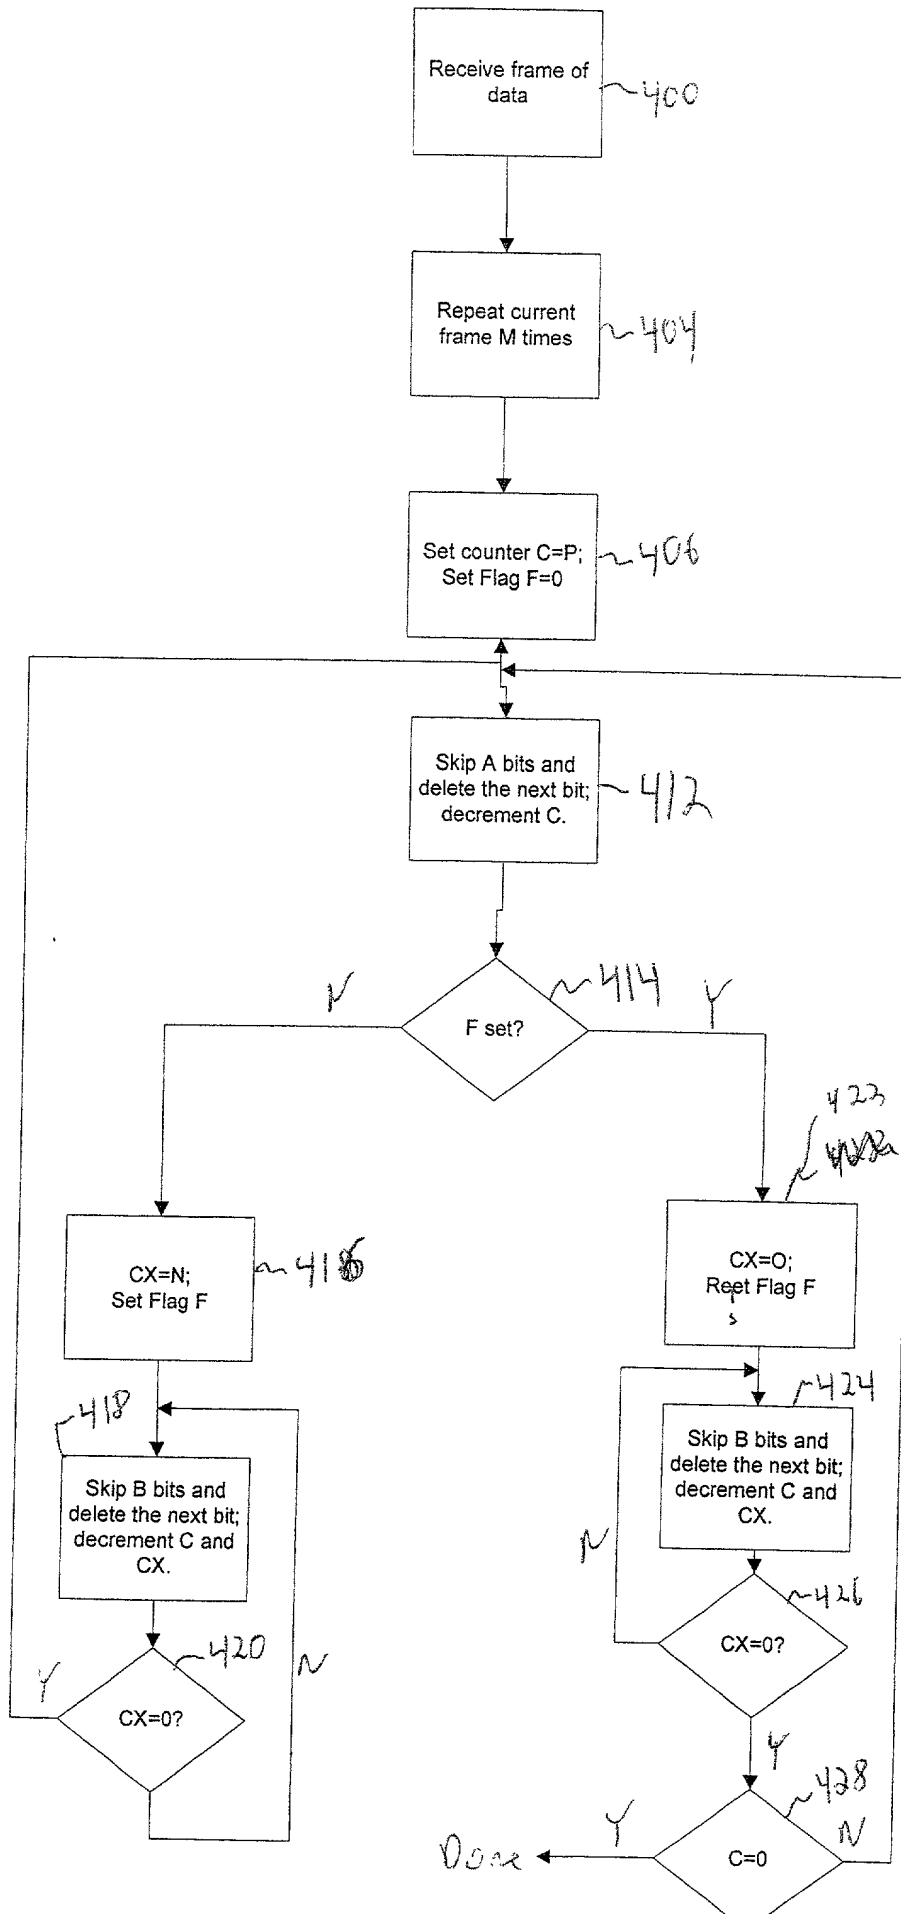 Receive frame of
data
400
Repeat current
frame M times
404
Set counter C=P;
Set Flag F=0
406
Skip A bits and
delete the next bit;
decrement C.
412
F set?
414
N
Y
CX=N;
Set Flag F
CX=O;
Reet Flag F
s
418
Skip B bits and
delete the next bit;
decrement C and
CX.
424
Skip B bits and
delete the next bit;
decrement C and
CX.
CX=0?
420
Y
N
CX=0?
426
N
Y
C=0
428
Y
N
Done